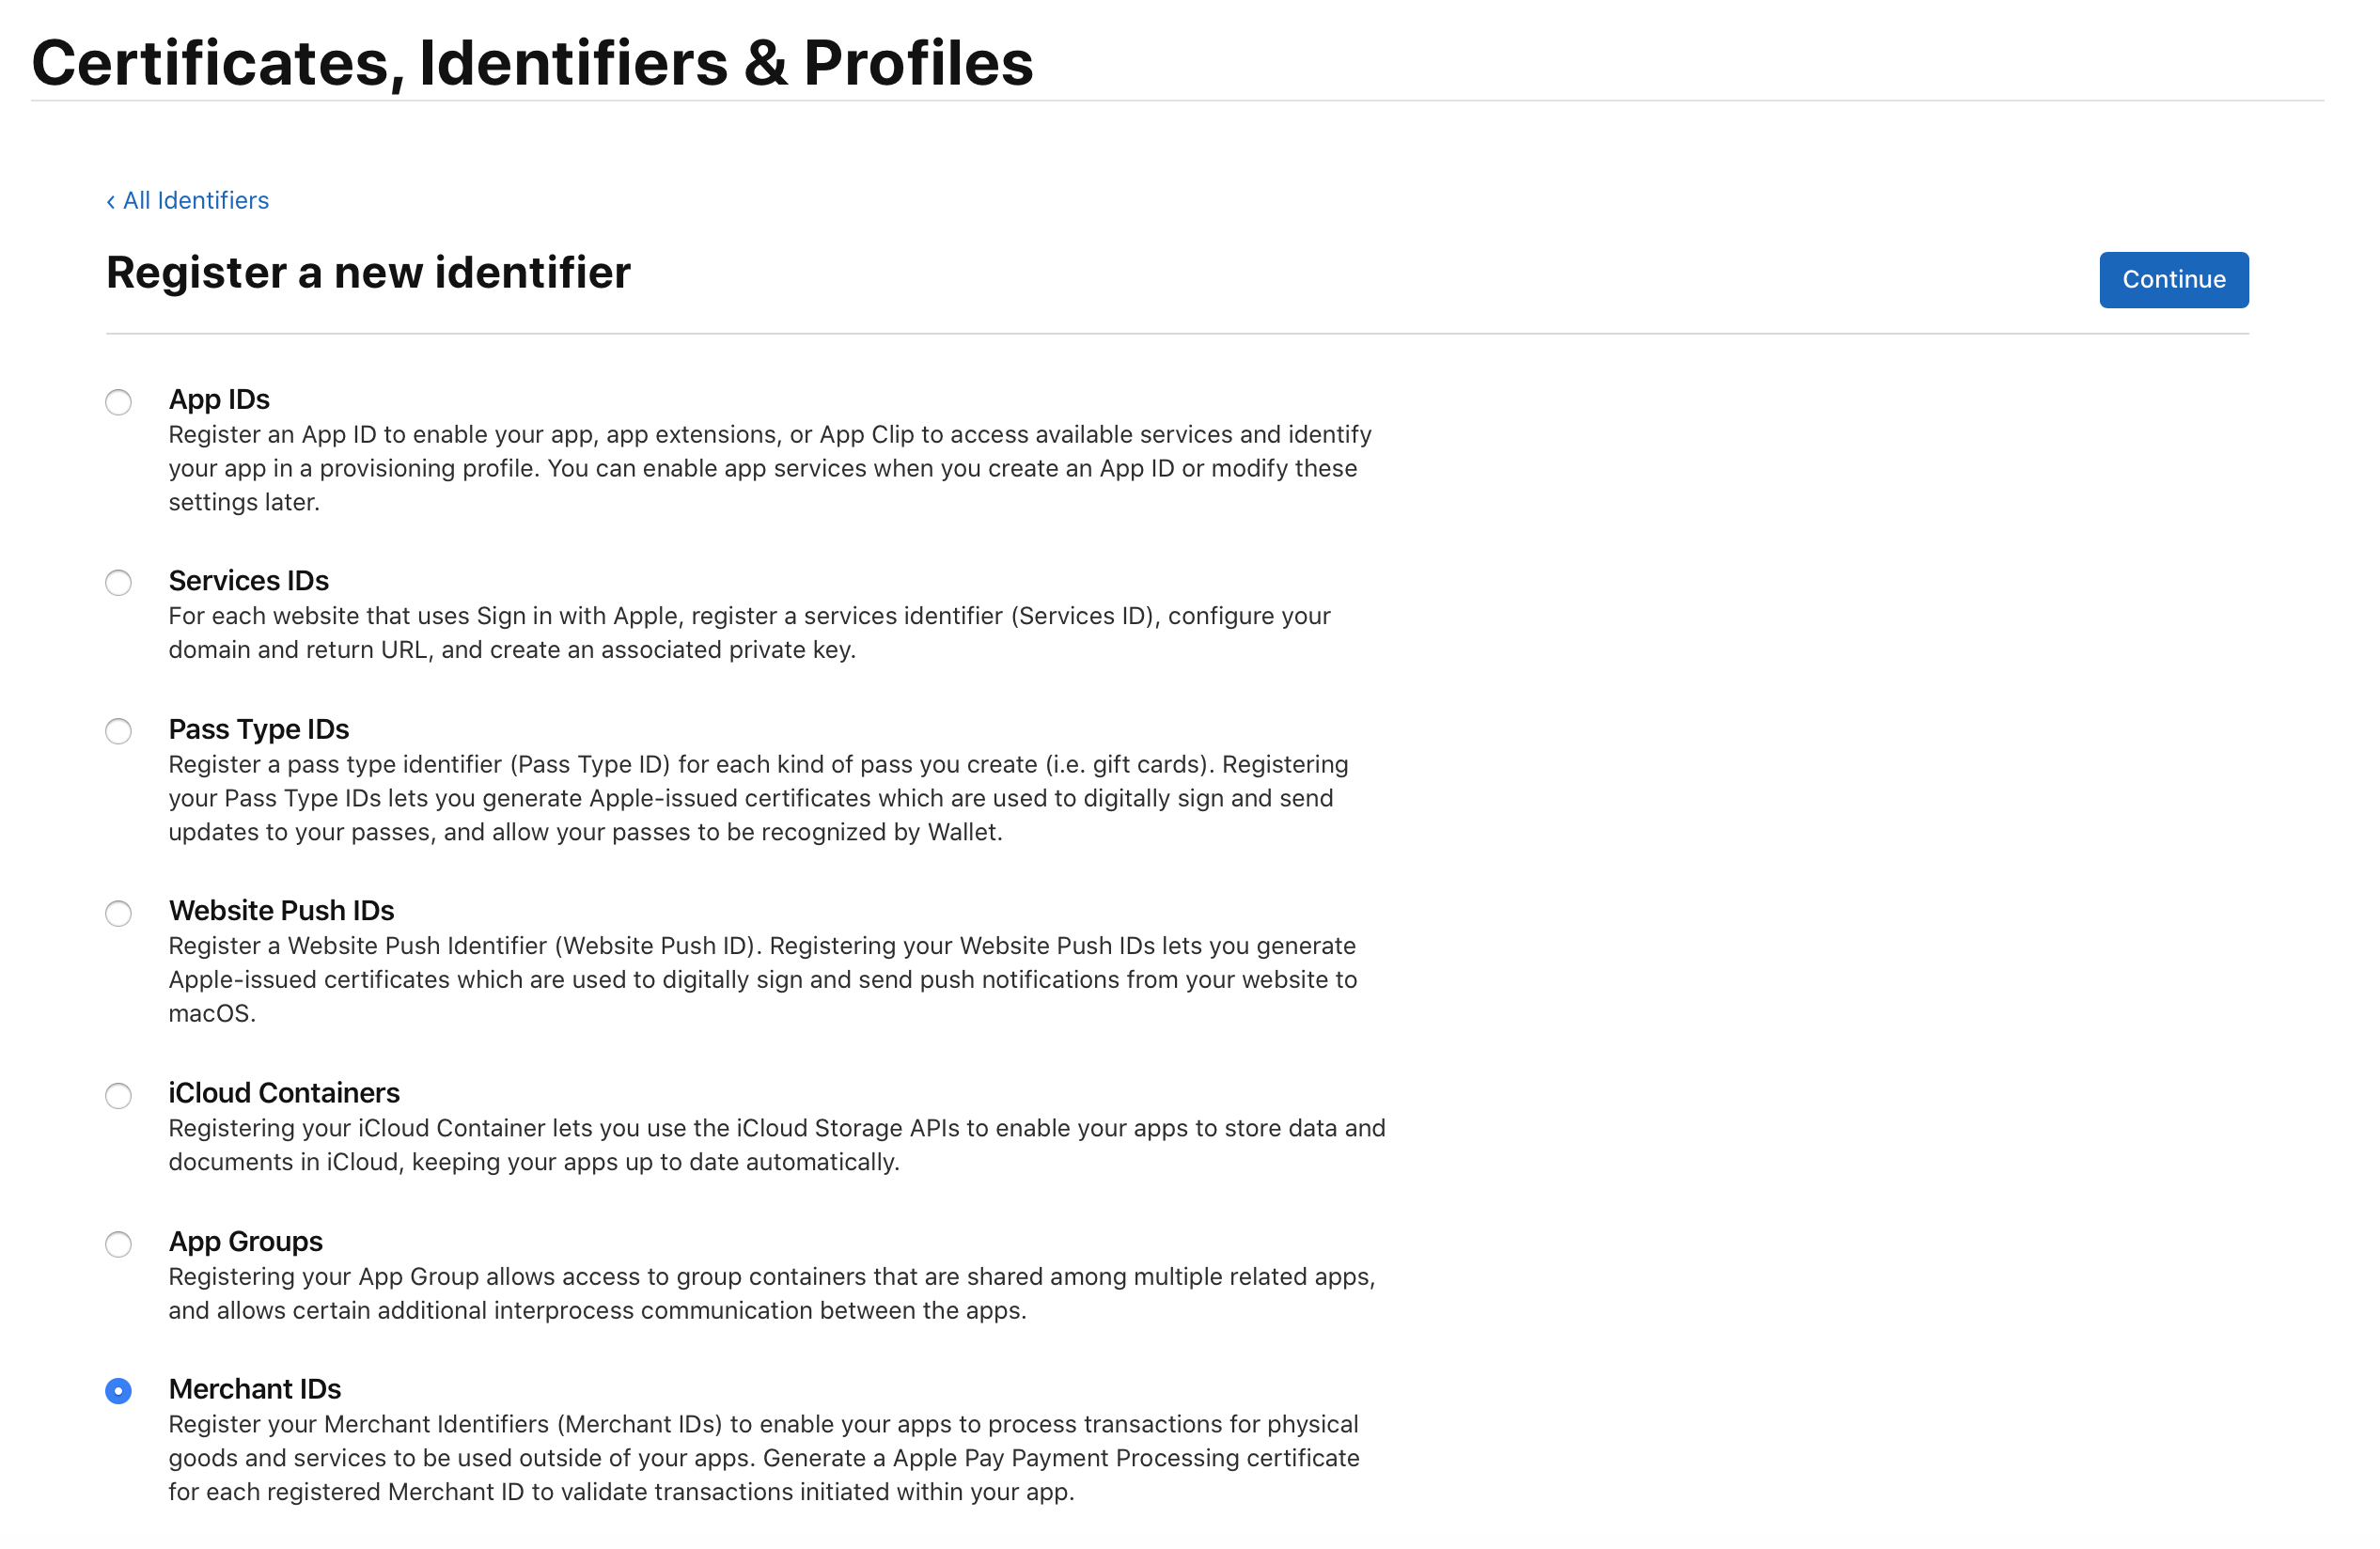 Certificates, Identifiers & Profiles
‹ All Identifiers
Register a new identifier
Continue
App IDs
Register an App ID to enable your app, app extensions, or App Clip to access available services and identify
your app in a provisioning profile. You can enable app services when you create an App ID or modify these
settings later.
Services IDs
For each website that uses Sign in with Apple, register a services identifier (Services ID), configure your
domain and return URL, and create an associated private key.
Pass Type IDs
Register a pass type identifier (Pass Type ID) for each kind of pass you create (i.e. gift cards). Registering
your Pass Type IDs lets you generate Apple-issued certificates which are used to digitally sign and send
updates to your passes, and allow your passes to be recognized by Wallet.
Website Push IDs
Register a Website Push Identifier (Website Push ID). Registering your Website Push IDs lets you generate
Apple-issued certificates which are used to digitally sign and send push notifications from your website to
macOS.
iCloud Containers
Registering your iCloud Container lets you use the iCloud Storage APIs to enable your apps to store data and
documents in iCloud, keeping your apps up to date automatically.
App Groups
Registering your App Group allows access to group containers that are shared among multiple related apps,
and allows certain additional interprocess communication between the apps.
Merchant IDs
Register your Merchant Identifiers (Merchant IDs) to enable your apps to process transactions for physical
goods and services to be used outside of your apps. Generate a Apple Pay Payment Processing certificate
for each registered Merchant ID to validate transactions initiated within your app.